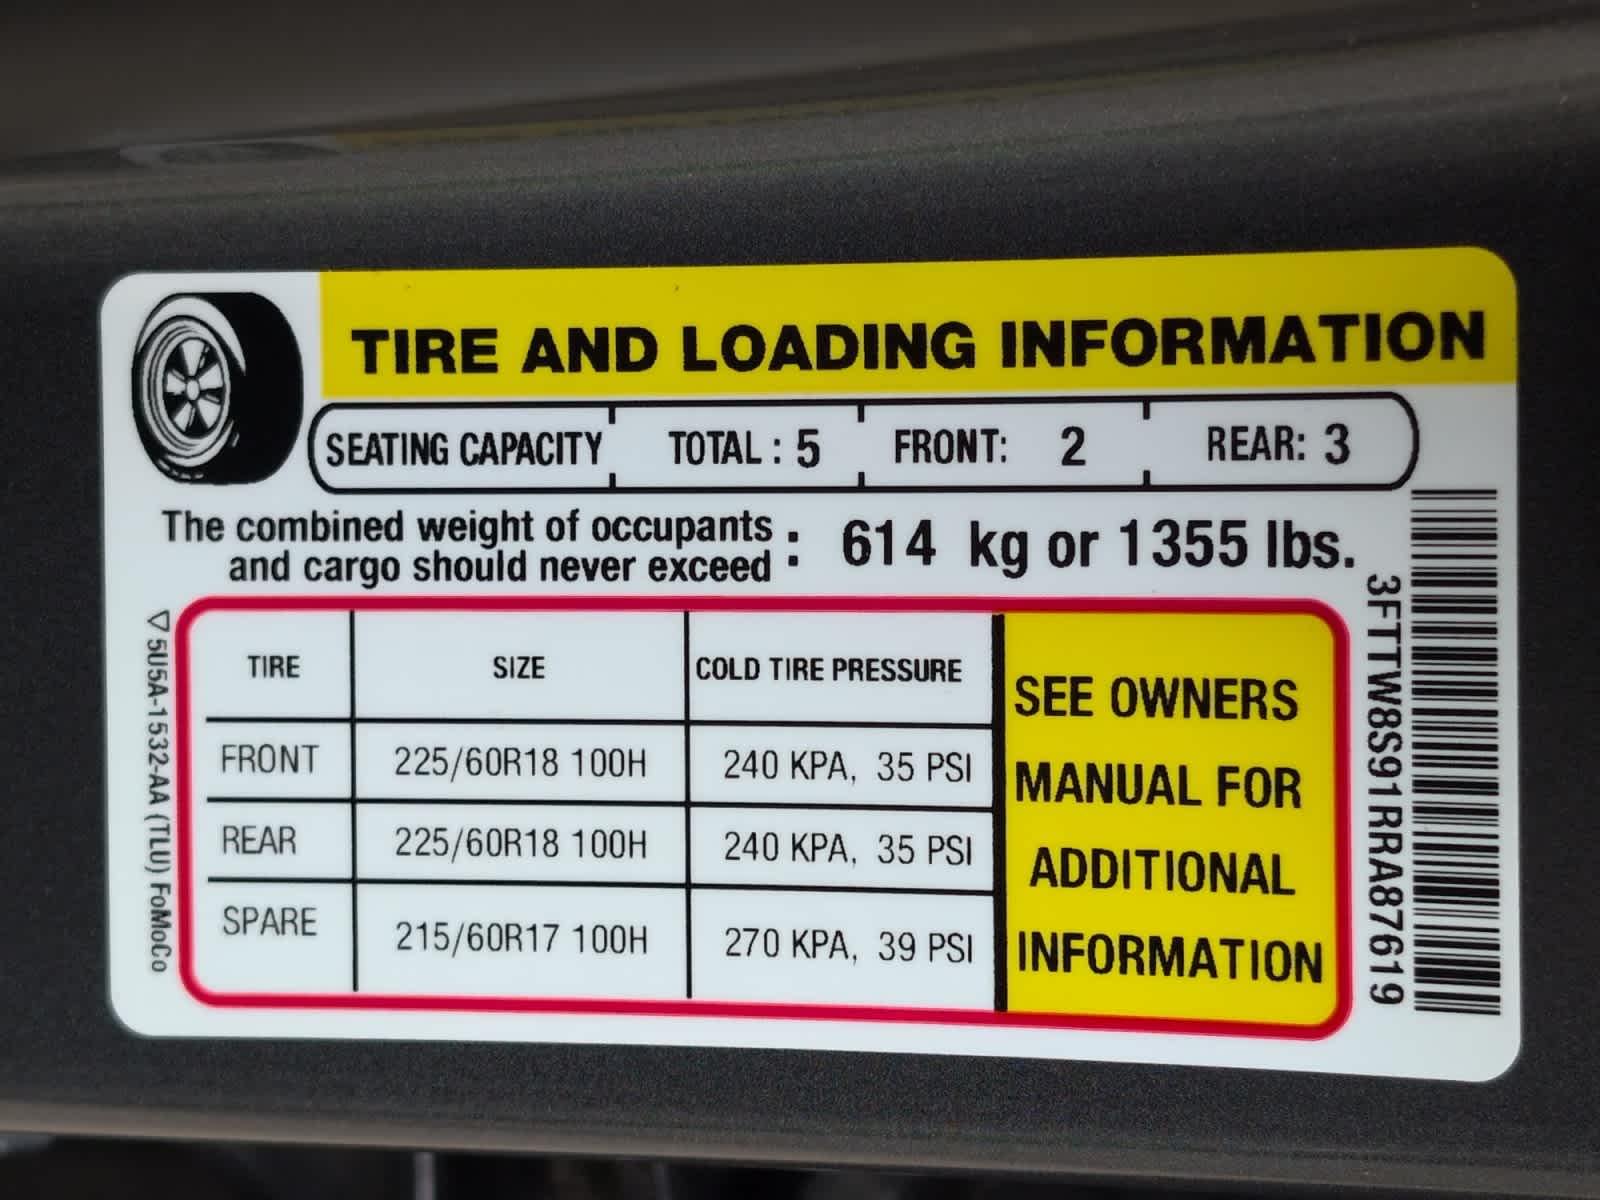 TIRE AND LOADING INFORMATION
SEATING CAPACITY TOTAL : 5 FRONT: 2 REAR: 3
The combined weight of occupants
and cargo should never exceed : 614 kg or 1355 lbs.
TIRE SIZE COLD TIRE PRESSURE
FRONT 225/60R18 100H 240 KPA, 35 PSI
REAR 225/60R18 100H 240 KPA, 35 PSI
SPARE 215/60R17 100H 270 KPA, 39 PSI
SEE OWNERS
MANUAL FOR
ADDITIONAL
INFORMATION
5U5A-1532-AA (TLU) FoMoCo
3FTTW8S91RRA87619